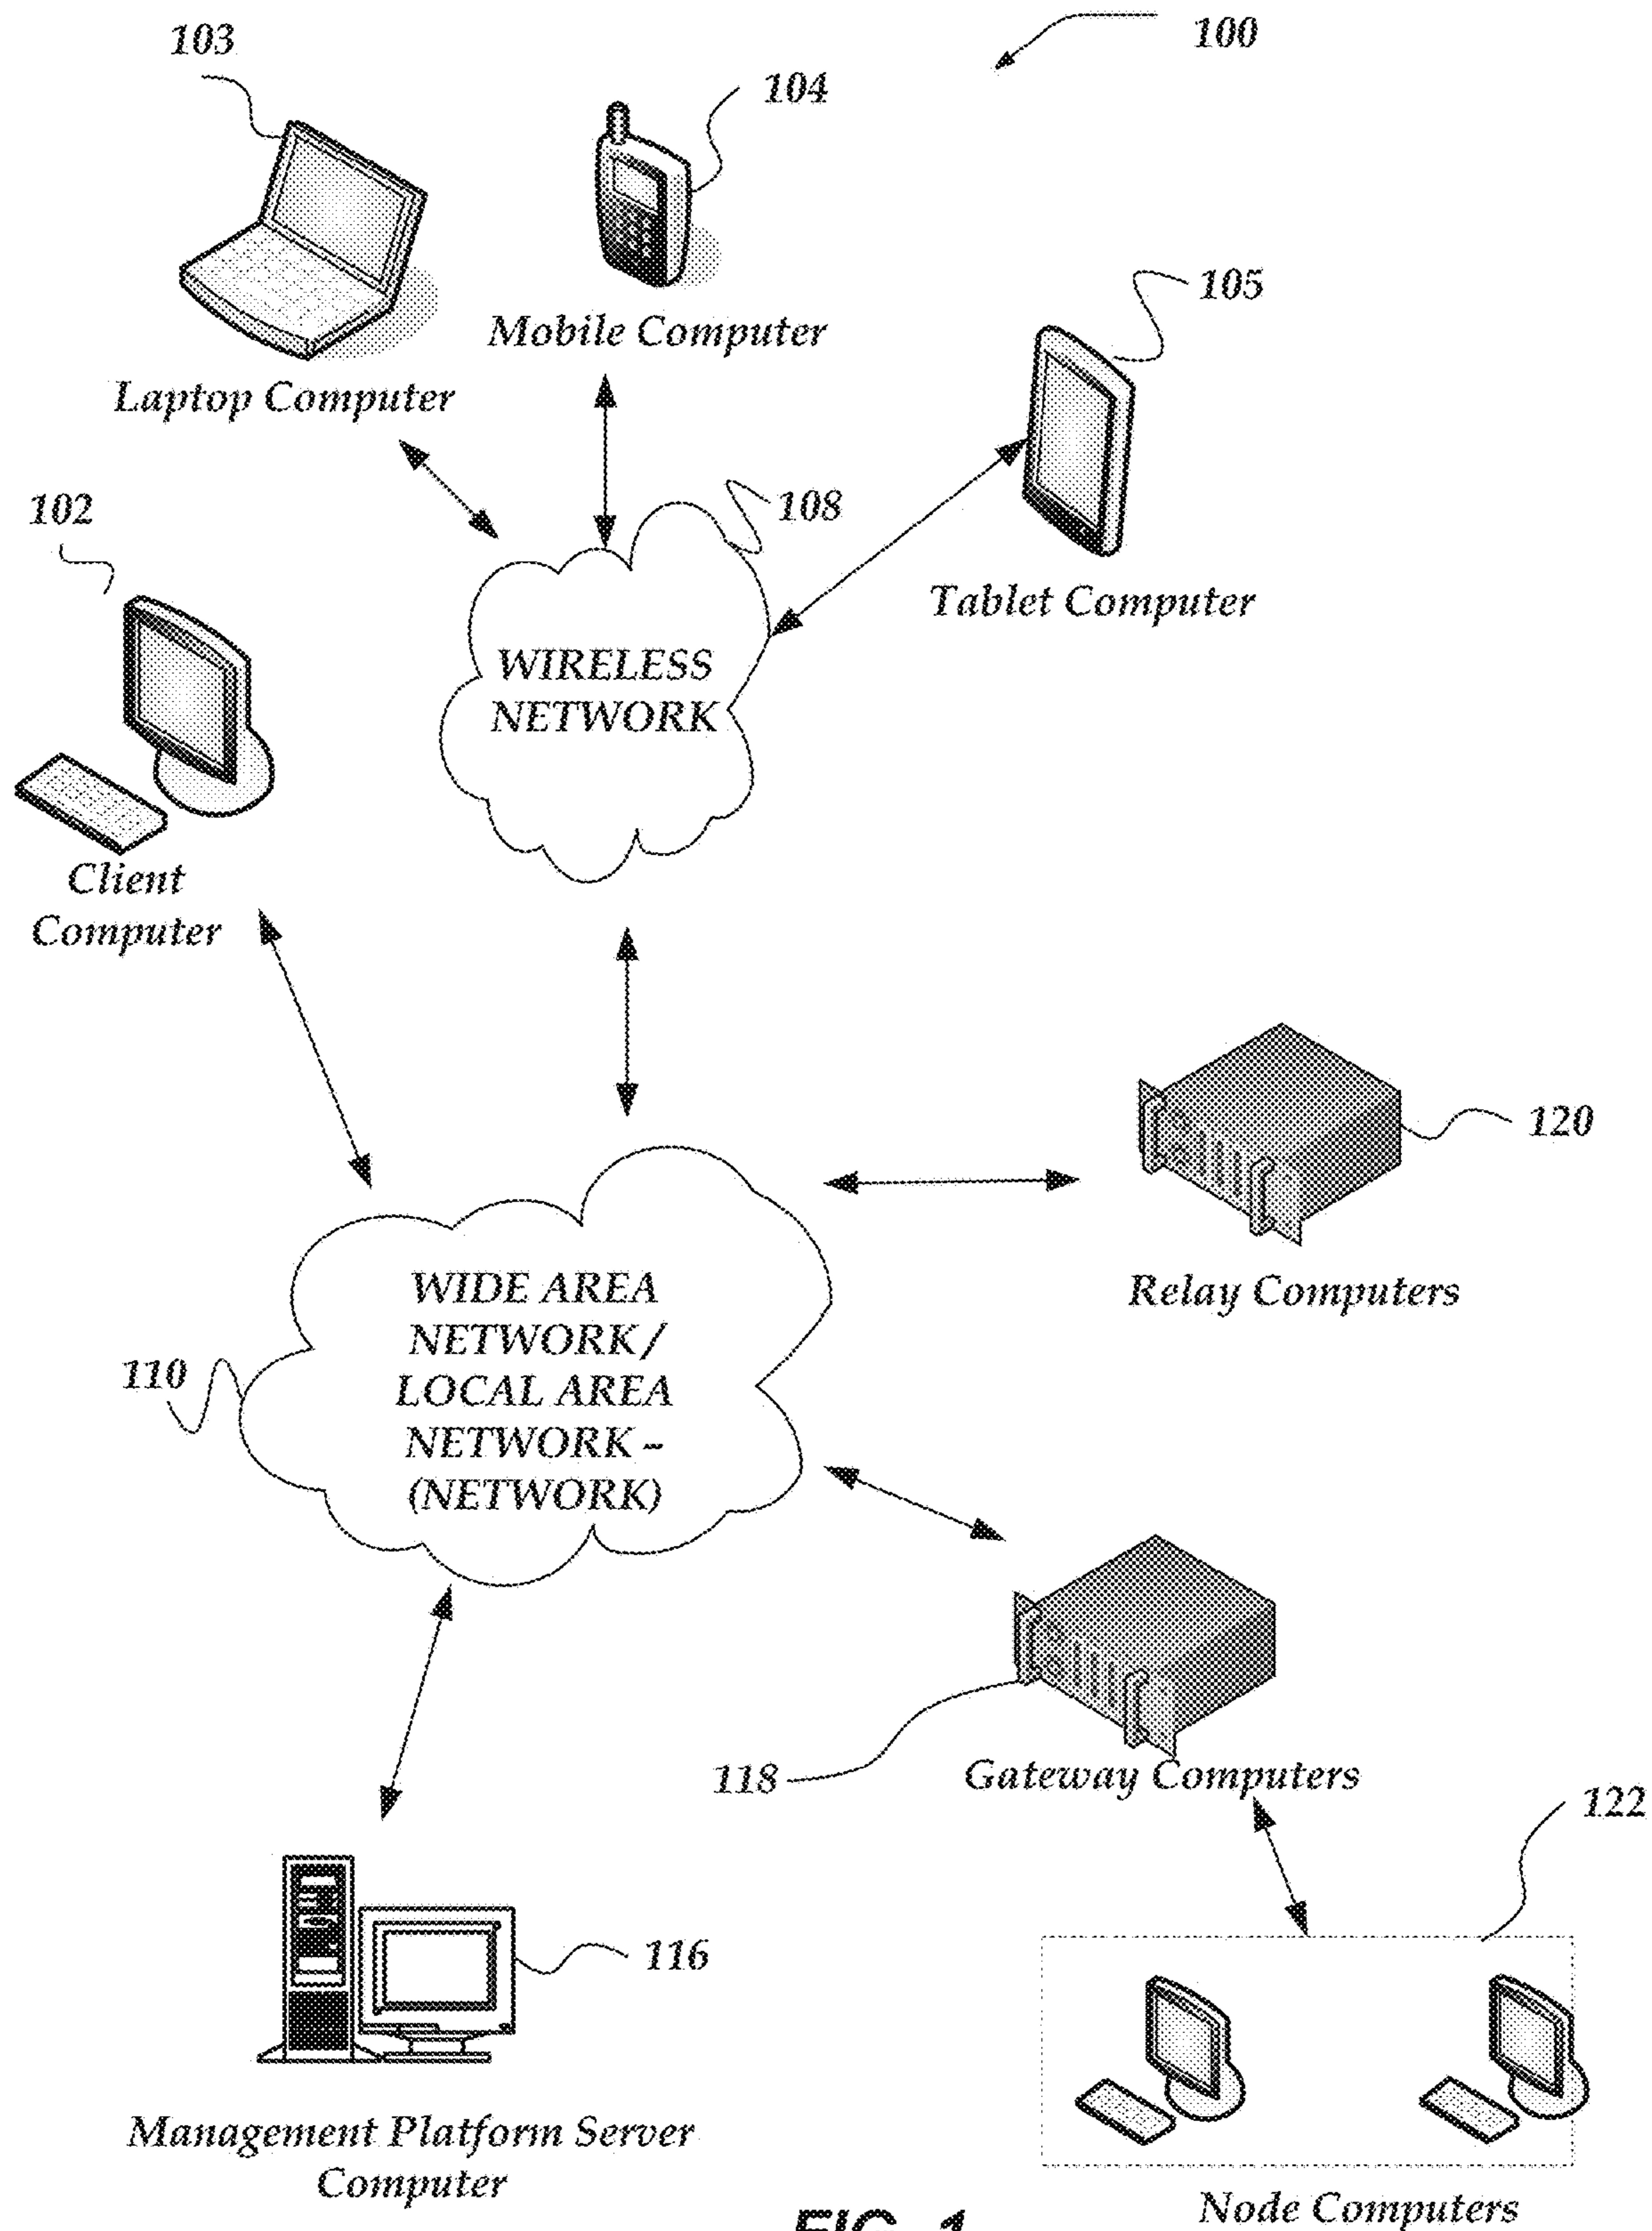 103
100
104
Mobile Computer
Laptop Computer
105
Tablet Computer
102
108
WIRELESS
NETWORK
Client
Computer
120
Relay Computers
WIDE AREA
NETWORK /
LOCAL AREA
NETWORK –
(NETWORK)
110
118
Gateway Computers
122
116
Management Platform Server
Computer
Node Computers
FIG. 1